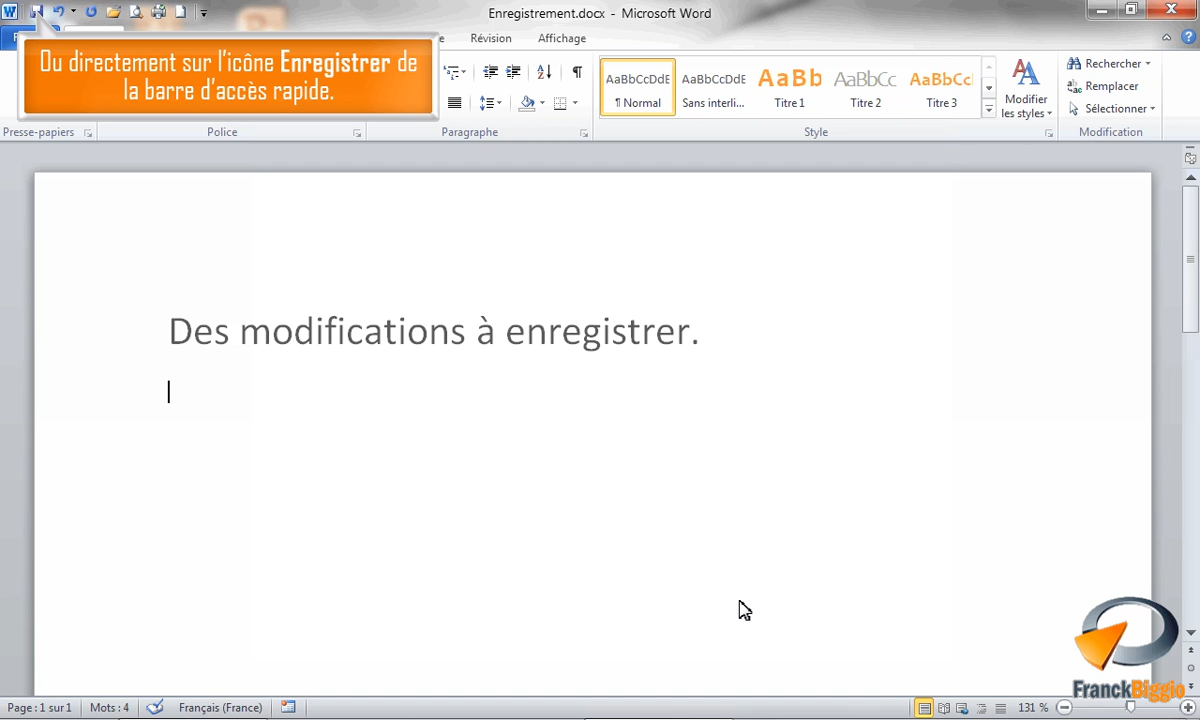 Enregistrement.docx - Microsoft Word
Révision Affichage
Ou directement sur l'icône Enregistrer de
la barre d'accès rapide.
AaBbCcDdE AaBbCcDdE AaBb AaBbCc AaBbCcI
¶ Normal Sans interli... Titre 1 Titre 2 Titre 3
Modifier
les styles
Rechercher
Remplacer
Sélectionner
Presse-papiers Police Paragraphe Style Modification
Des modifications à enregistrer.
FranckBiggio
Page : 1 sur 1 Mots : 4 Français (France) 131 %